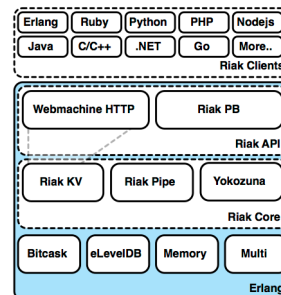 Erlang Ruby Python PHP Nodejs
Java C/C++ .NET Go More..
Riak Clients
Webmachine HTTP Riak PB
Riak API
Riak KV Riak Pipe Yokozuna
Riak Core
Bitcask eLevelDB Memory Multi
Erlang